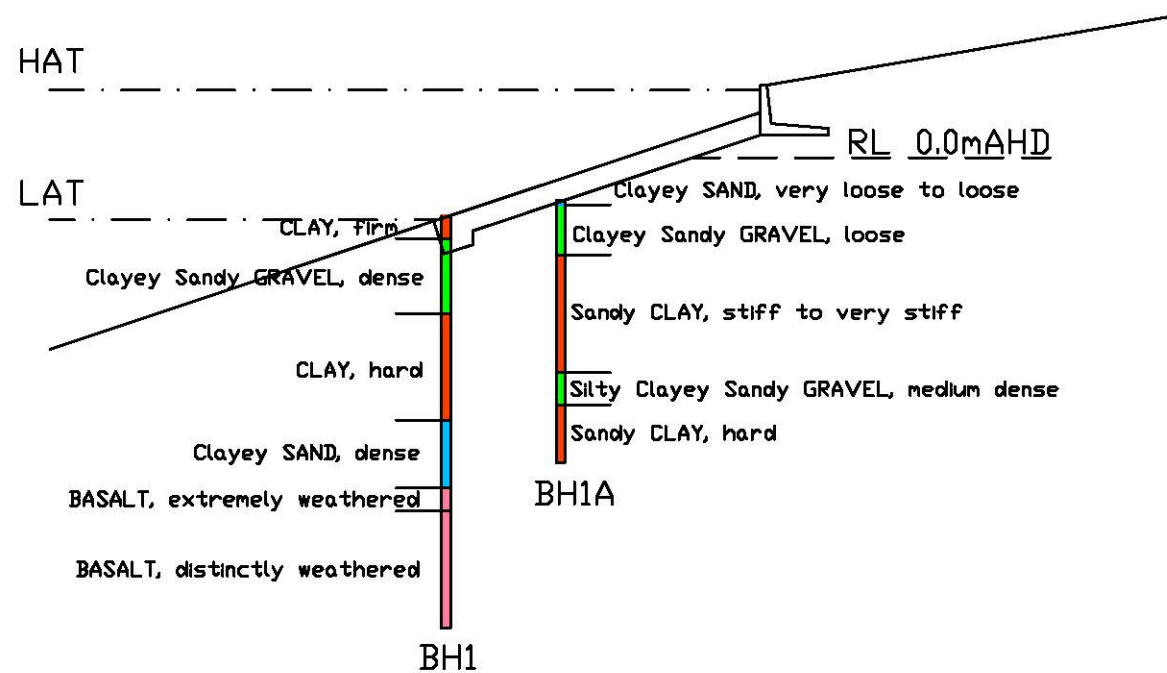 HAT
RL 0.0mAHD
LAT
Clayey SAND, very loose to loose
CLAY, firm
Clayey Sandy GRAVEL, loose
Clayey Sandy GRAVEL, dense
Sandy CLAY, stiff to very stiff
CLAY, hard
Silty Clayey Sandy GRAVEL, medium dense
Sandy CLAY, hard
Clayey SAND, dense
BASALT, extremely weathered
BH1A
BASALT, distinctly weathered
BH1